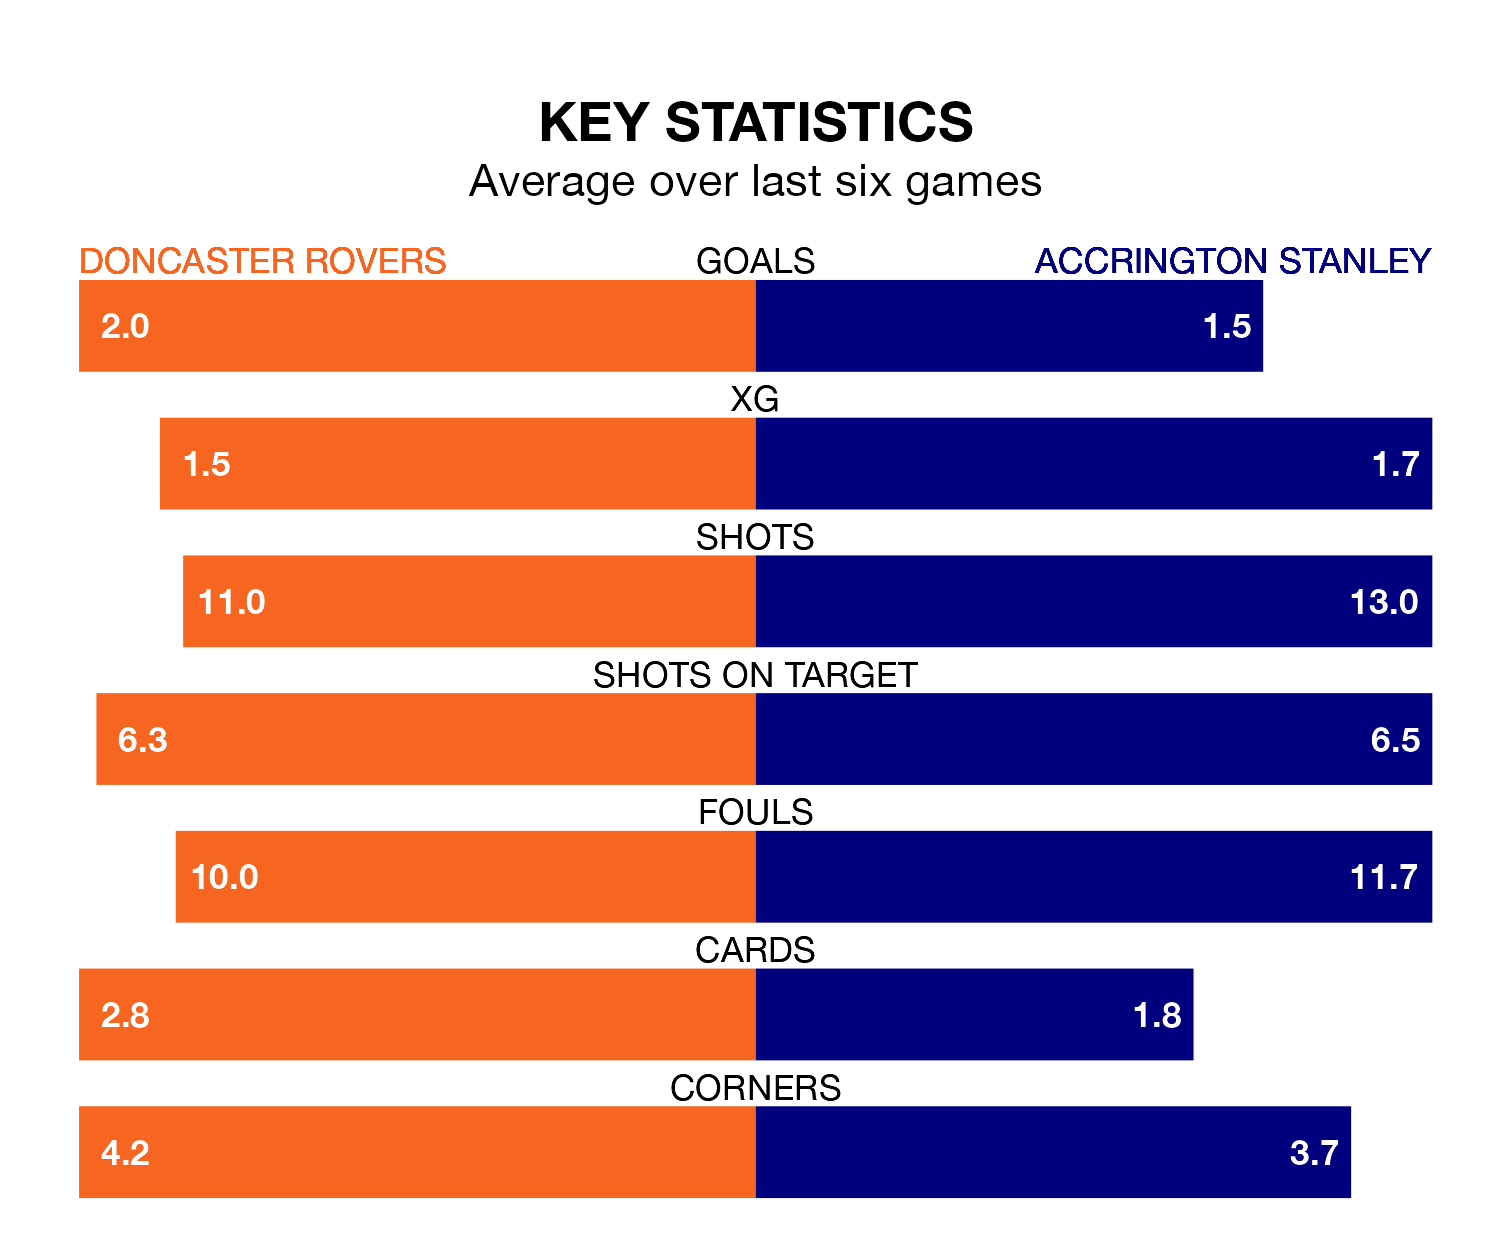 KEY STATISTICS
Average over last six games
DONCASTER ROVERS GOALS ACCRINGTON STANLEY
2.0 1.5
XG
1.5 1.7
SHOTS
11.0 13.0
SHOTS ON TARGET
6.3 6.5
FOULS
10.0 11.7
CARDS
2.8 1.8
CORNERS
4.2 3.7